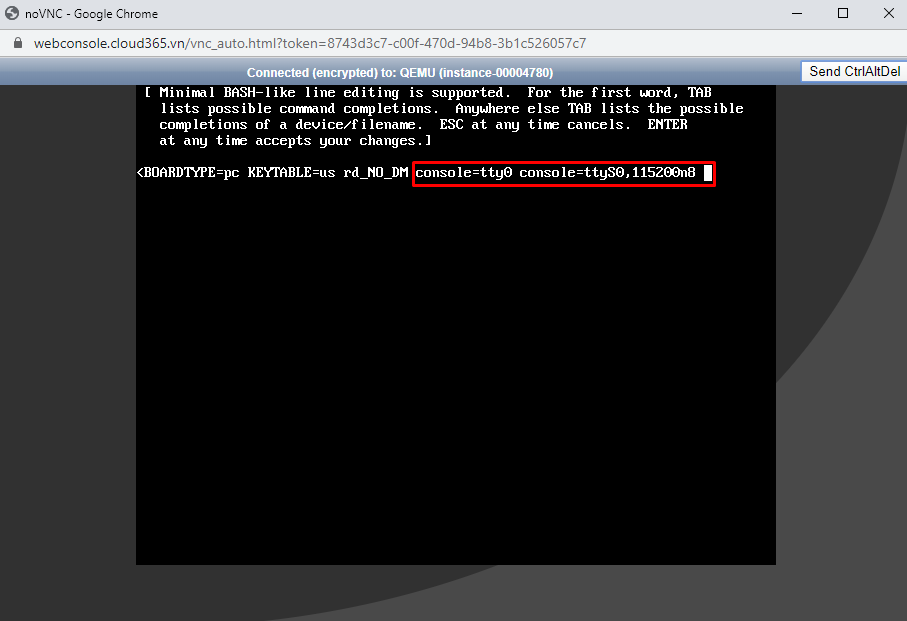 noVNC - Google Chrome
webconsole.cloud365.vn/vnc_auto.html?token=8743d3c7-c00f-470d-94b8-3b1c526057c7
Connected (encrypted) to: QEMU (instance-00004780)
Send CtrlAltDel
[ Minimal BASH-like line editing is supported.  For the first word, TAB
lists possible command completions.  Anywhere else TAB lists the possible
completions of a device/filename.  ESC at any time cancels.  ENTER
at any time accepts your changes.]
<BOARDTYPE=pc KEYTABLE=us rd_NO_DM console=tty0 console=ttyS0,115200n8